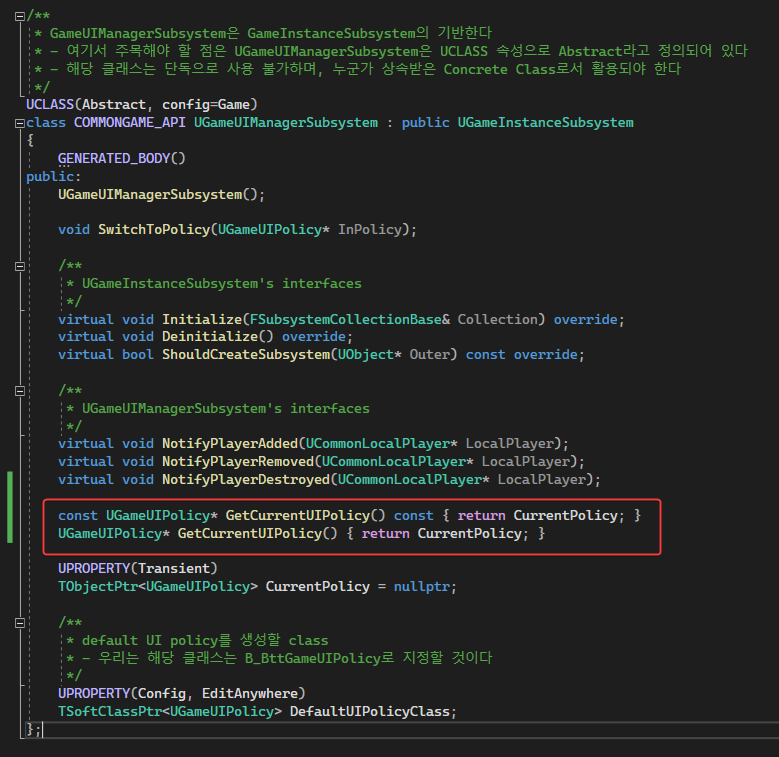 /**
* GameUIManagerSubsystem은 GameInstanceSubsystem의 기반한다
* - 여기서 주목해야 할 점은 UGameUIManagerSubsystem은 UCLASS 속성으로 Abstract라고 정의되어 있다
* - 해당 클래스는 단독으로 사용 불가하며, 누군가 상속받은 Concrete Class로서 활용되야 한다
*/
UCLASS(Abstract, config=Game)
class COMMONGAME_API UGameUIManagerSubsystem : public UGameInstanceSubsystem
{
GENERATED_BODY()
public:
UGameUIManagerSubsystem();
void SwitchToPolicy(UGameUIPolicy* InPolicy);
/**
* UGameInstanceSubsystem's interfaces
*/
virtual void Initialize(FSubsystemCollectionBase& Collection) override;
virtual void Deinitialize() override;
virtual bool ShouldCreateSubsystem(UObject* Outer) const override;
/**
* UGameUIManagerSubsystem's interfaces
*/
virtual void NotifyPlayerAdded(UCommonLocalPlayer* LocalPlayer);
virtual void NotifyPlayerRemoved(UCommonLocalPlayer* LocalPlayer);
virtual void NotifyPlayerDestroyed(UCommonLocalPlayer* LocalPlayer);
const UGameUIPolicy* GetCurrentUIPolicy() const { return CurrentPolicy; }
UGameUIPolicy* GetCurrentUIPolicy() { return CurrentPolicy; }
UPROPERTY(Transient)
TObjectPtr<UGameUIPolicy> CurrentPolicy = nullptr;
/**
* default UI policy를 생성할 class
* - 우리는 해당 클래스는 B_BttGameUIPolicy로 지정할 것이다
*/
UPROPERTY(Config, EditAnywhere)
TSoftClassPtr<UGameUIPolicy> DefaultUIPolicyClass;
};